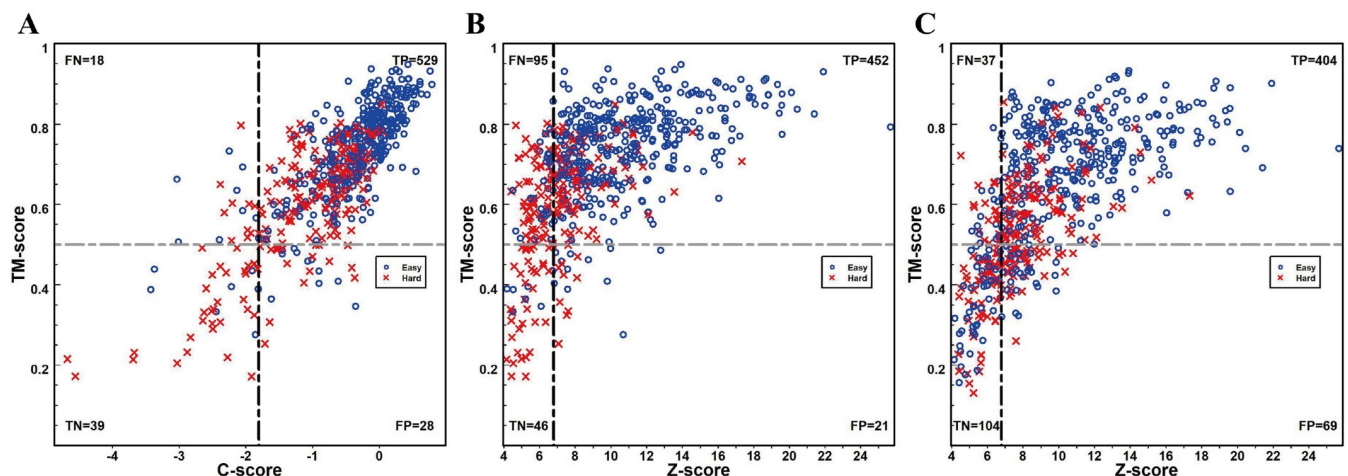 A
B
C
FN=18
TP=529
FN=95
TP=452
FN=37
TP=404
1
0.8
0.6
0.4
0.2
TM-score
Easy
Hard
TN=39
FP=28
-4
-3
-2
-1
0
C-score
1
0.8
0.6
0.4
0.2
TM-score
Easy
Hard
TN=46
FP=21
4
6
8
10
12
14
16
18
20
22
24
Z-score
1
0.8
0.6
0.4
0.2
TM-score
Easy
Hard
TN=104
FP=69
4
6
8
10
12
14
16
18
20
22
24
Z-score